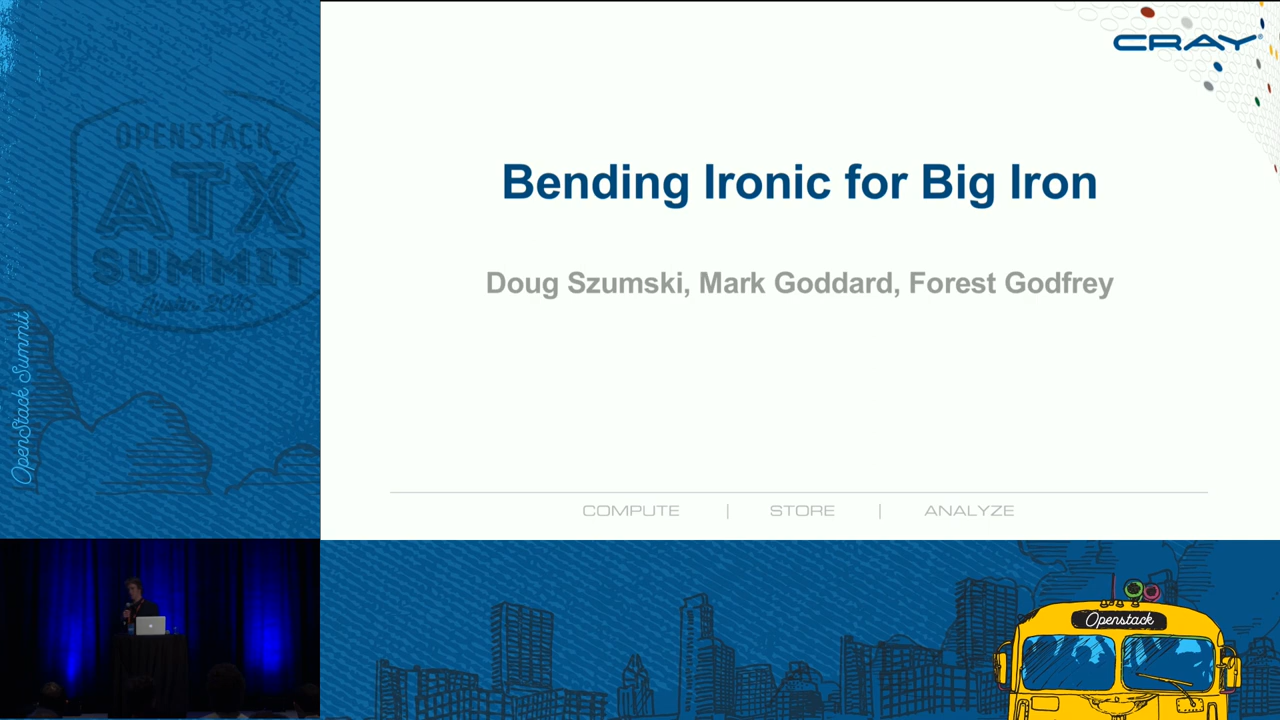 OPENSTACK
ATX
SUMMIT
Austin 2016
OpenStack Summit
CRAY
Bending Ironic for Big Iron
Doug Szumski, Mark Goddard, Forest Godfrey
COMPUTE | STORE | ANALYZE
Openstack